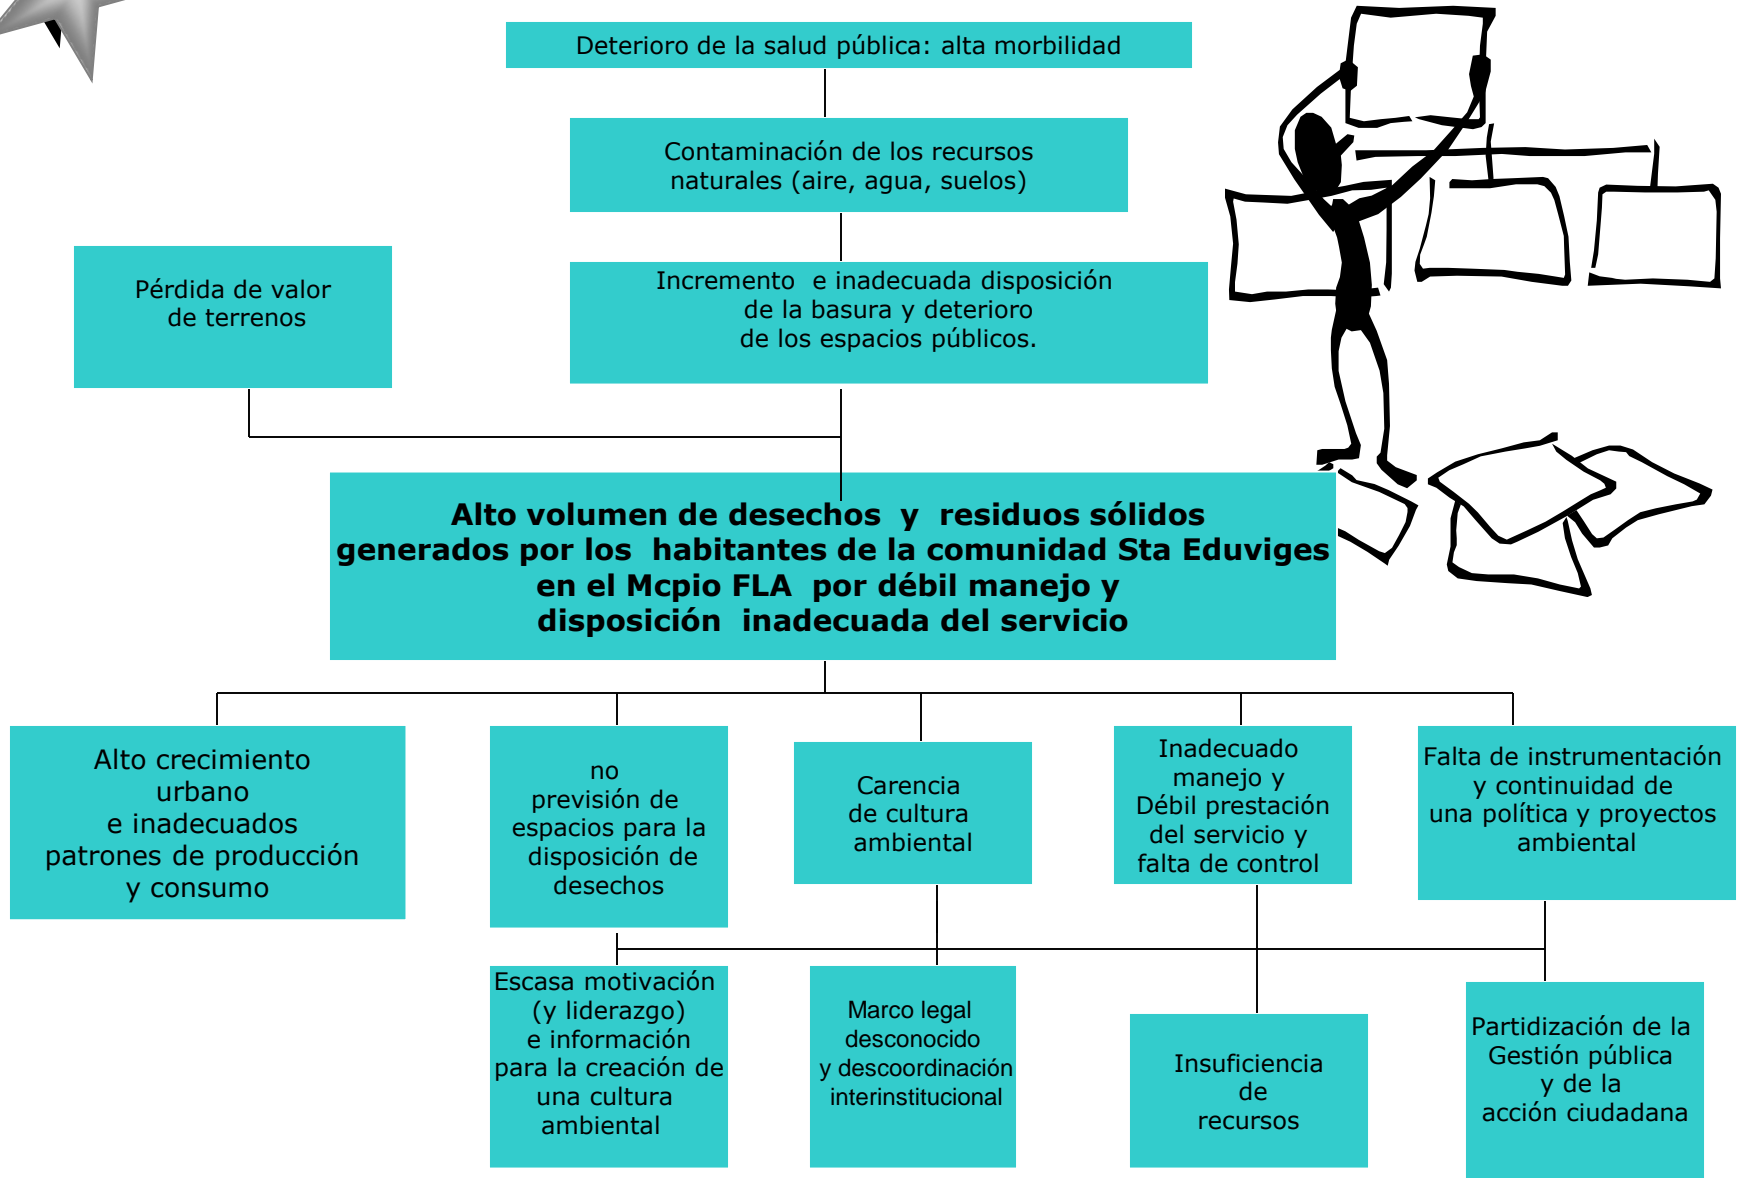 Deterioro de la salud pública: alta morbilidad
Contaminación de los recursos
naturales (aire, agua, suelos)
Pérdida de valor
de terrenos
Incremento e inadecuada disposición
de la basura y deterioro
de los espacios públicos.
Alto volumen de desechos y residuos sólidos
generados por los habitantes de la comunidad Sta Eduviges
en el Mcpio FLA por débil manejo y
disposición inadecuada del servicio
Alto crecimiento
urbano
e inadecuados
patrones de producción
y consumo
no
previsión de
espacios para la
disposición de
desechos
Carencia
de cultura
ambiental
Inadecuado
manejo y
Débil prestación
del servicio y
falta de control
Falta de instrumentación
y continuidad de
una política y proyectos
ambiental
Escasa motivación
(y liderazgo)
e información
para la creación de
una cultura
ambiental
Marco legal
desconocido
y descoordinación
interinstitucional
Insuficiencia
de
recursos
Partidización de la
Gestión pública
y de la
acción ciudadana